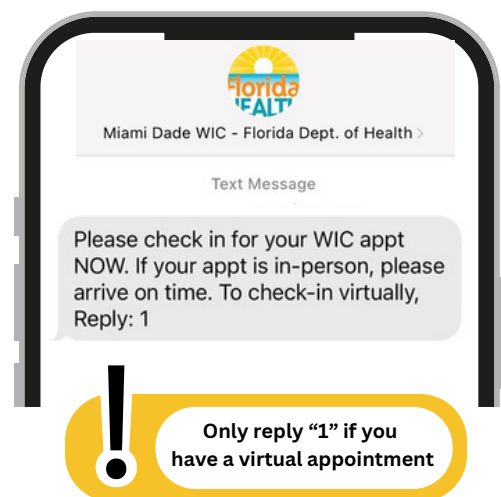 Florida
HEALTH
Miami Dade WIC - Florida Dept. of Health >
Text Message
Please check in for your WIC appt
NOW. If your appt is in-person, please
arrive on time. To check-in virtually,
Reply: 1
Only reply “1” if you
have a virtual appointment